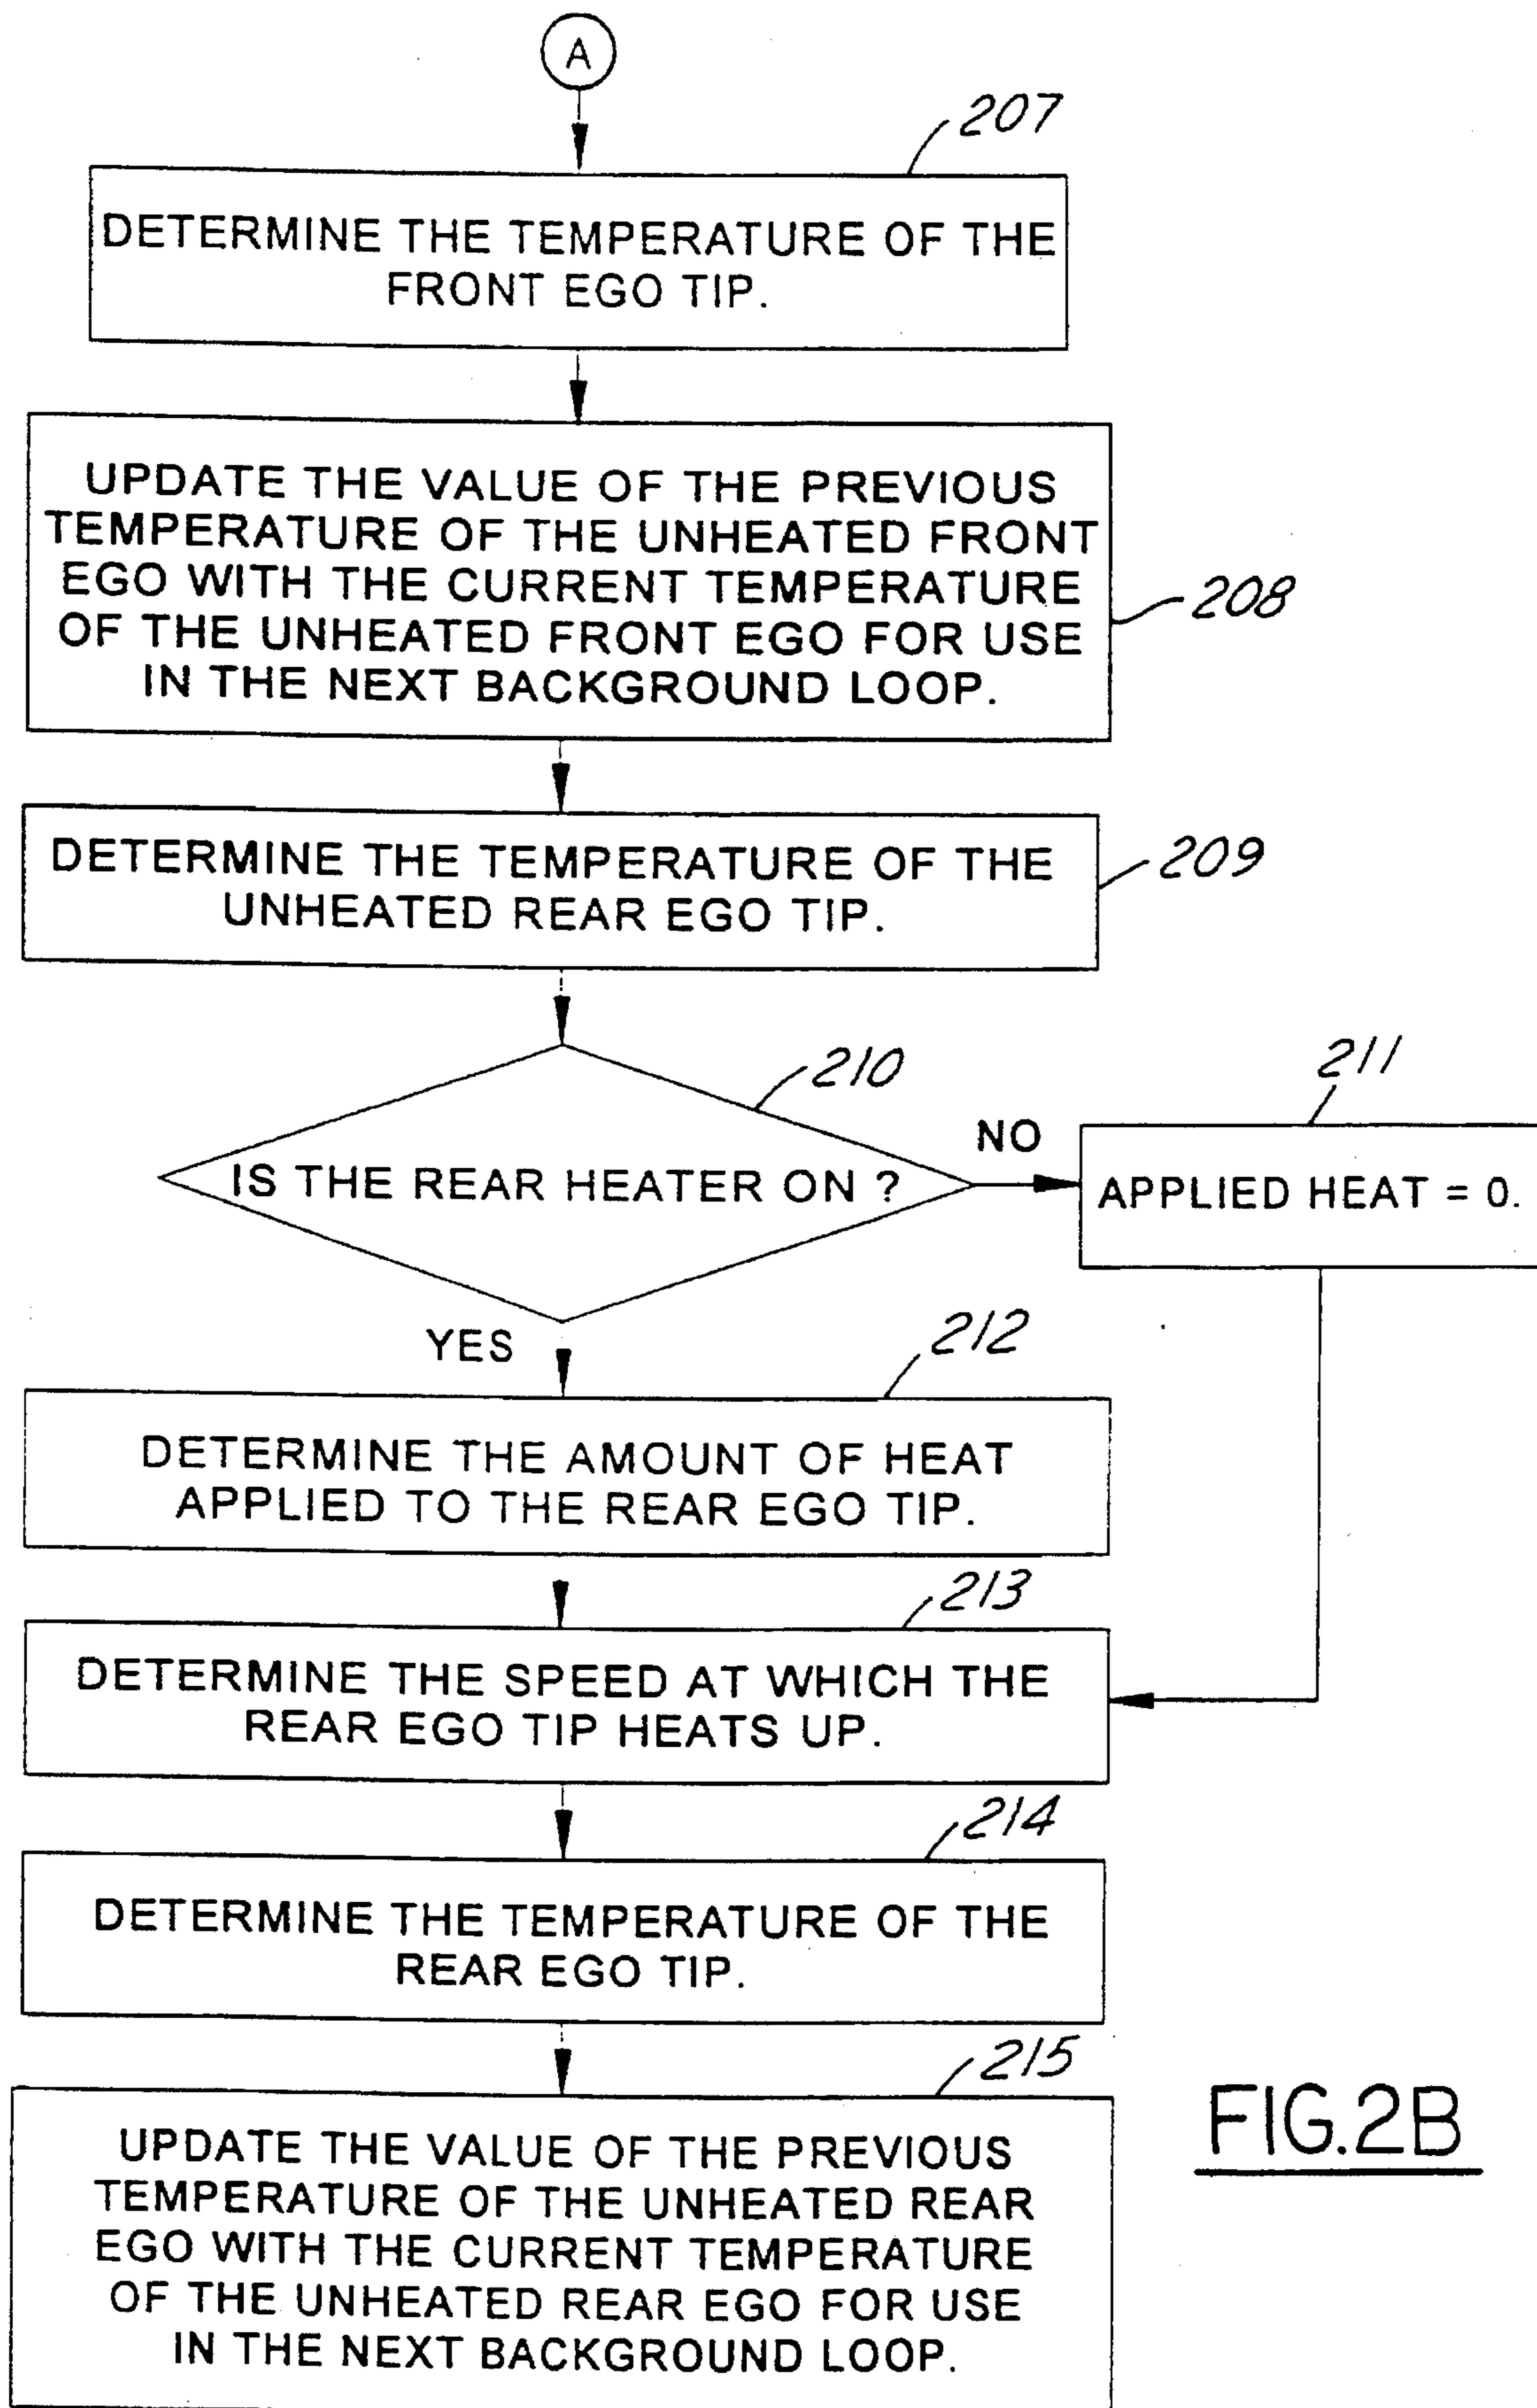 A
207
DETERMINE THE TEMPERATURE OF THE
FRONT EGO TIP.
UPDATE THE VALUE OF THE PREVIOUS
TEMPERATURE OF THE UNHEATED FRONT
EGO WITH THE CURRENT TEMPERATURE
OF THE UNHEATED FRONT EGO FOR USE
IN THE NEXT BACKGROUND LOOP.
208
DETERMINE THE TEMPERATURE OF THE
UNHEATED REAR EGO TIP.
209
210
IS THE REAR HEATER ON ?
NO
211
APPLIED HEAT = 0.
YES
212
DETERMINE THE AMOUNT OF HEAT
APPLIED TO THE REAR EGO TIP.
213
DETERMINE THE SPEED AT WHICH THE
REAR EGO TIP HEATS UP.
214
DETERMINE THE TEMPERATURE OF THE
REAR EGO TIP.
215
UPDATE THE VALUE OF THE PREVIOUS
TEMPERATURE OF THE UNHEATED REAR
EGO WITH THE CURRENT TEMPERATURE
OF THE UNHEATED REAR EGO FOR USE
IN THE NEXT BACKGROUND LOOP.
FIG.2B